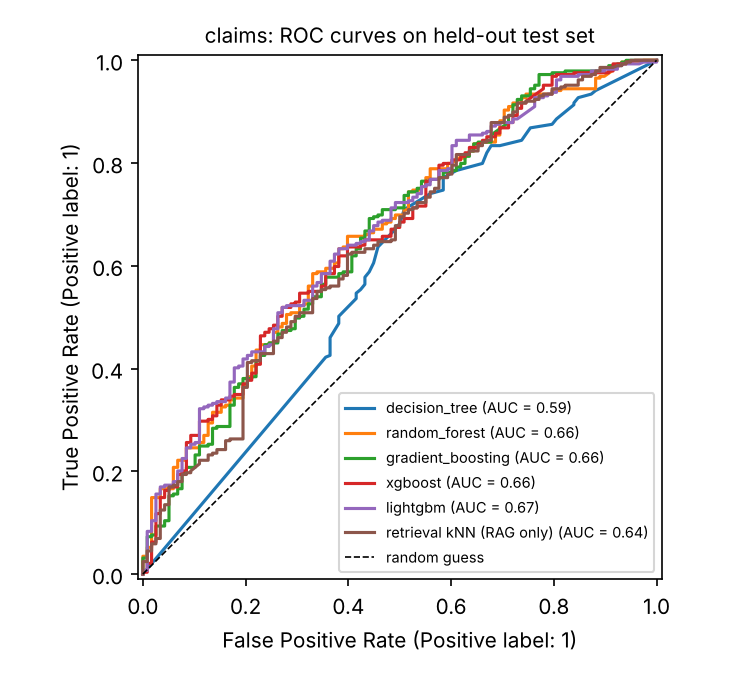 claims: ROC curves on held-out test set
True Positive Rate (Positive label: 1)
1.0
0.8
0.6
0.4
0.2
0.0
decision_tree (AUC = 0.59)
random_forest (AUC = 0.66)
gradient_boosting (AUC = 0.66)
xgboost (AUC = 0.66)
lightgbm (AUC = 0.67)
retrieval kNN (RAG only) (AUC = 0.64)
random guess
0.0 0.2 0.4 0.6 0.8 1.0
False Positive Rate (Positive label: 1)